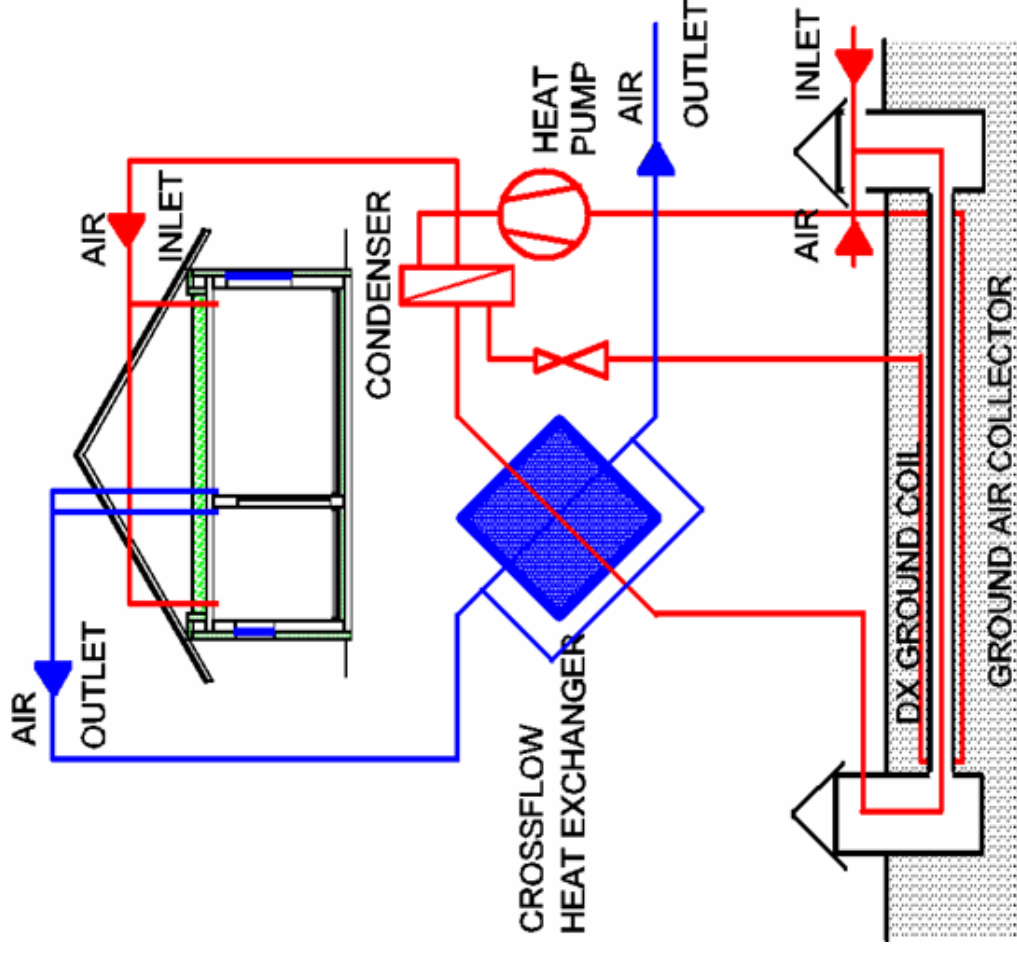 AIR
INLET
AIR
OUTLET
CONDENSER
HEAT
PUMP
AIR
OUTLET
CROSSFLOW
HEAT EXCHANGER
AIR
INLET
DX GROUND COIL
GROUND AIR COLLECTOR